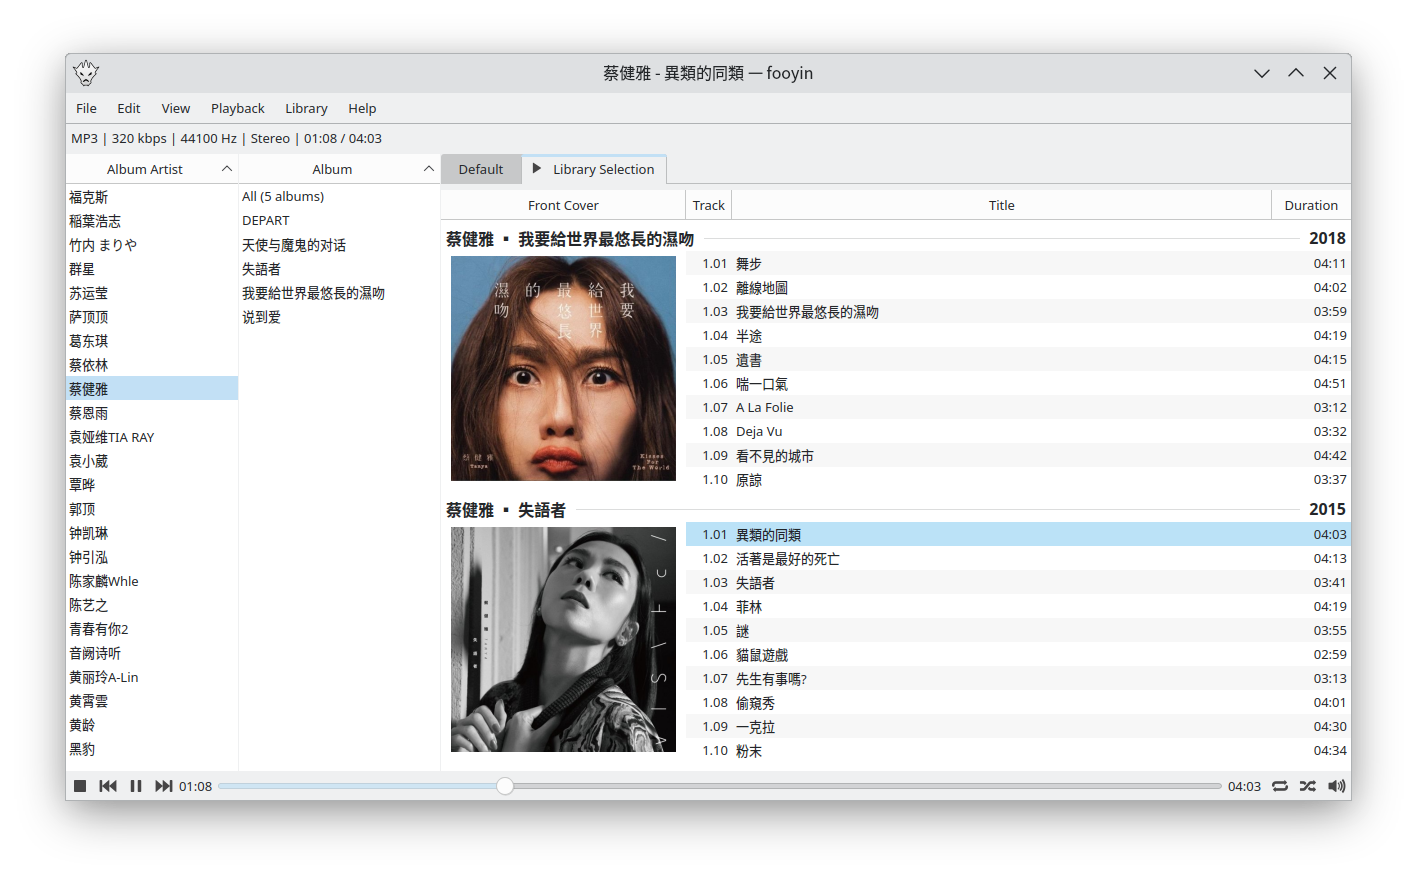 蔡健雅 - 異類的同類 — fooyin
File Edit View Playback Library Help
MP3 | 320 kbps | 44100 Hz | Stereo | 01:08 / 04:03
Album Artist
福克斯
稲葉浩志
竹内 まりや
群星
苏运莹
萨顶顶
葛东琪
蔡依林
蔡健雅
蔡恩雨
袁娅维TIA RAY
袁小葳
覃晔
郭顶
钟凯琳
钟引泓
陈家麟Whle
陈艺之
青春有你2
音阙诗听
黄丽玲A-Lin
黄霄雲
黄龄
黑豹
Album
All (5 albums)
DEPART
天使与魔鬼的对话
失語者
我要給世界最悠長的濕吻
说到爱
Default Library Selection
Front Cover Track Title Duration
蔡健雅 ▪ 我要給世界最悠長的濕吻 2018
我要
給世界
最悠長
的
濕吻
蔡健雅
Tanya
Kisses
For
The World
1.01 舞步 04:11
1.02 離線地圖 04:02
1.03 我要給世界最悠長的濕吻 03:59
1.04 半途 04:19
1.05 遺書 04:15
1.06 喘一口氣 04:51
1.07 A La Folie 03:12
1.08 Deja Vu 03:32
1.09 看不見的城市 04:42
1.10 原諒 03:37
蔡健雅 ▪ 失語者 2015
1.01 異類的同類 04:03
1.02 活著是最好的死亡 04:13
1.03 失語者 03:41
1.04 菲林 04:19
1.05 謎 03:55
1.06 貓鼠遊戲 02:59
1.07 先生有事嗎? 03:13
1.08 偷窺秀 04:01
1.09 一克拉 04:30
1.10 粉末 04:34
01:08 04:03